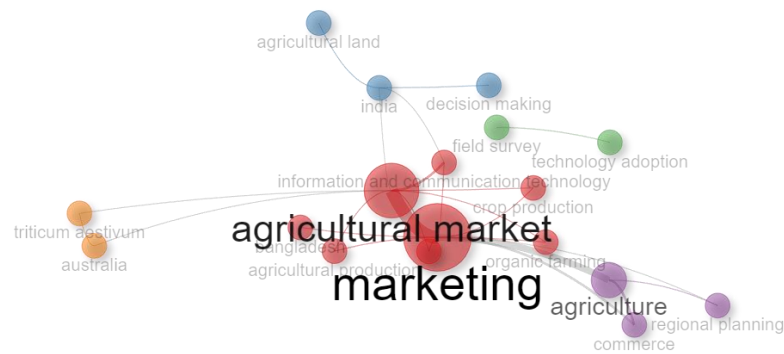 agricultural land
india
decision making
field survey
technology adoption
information and communication technology
crop production
triticum aestivum
agricultural market
bangladesh
australia
agricultural production
organic farming
marketing
agriculture
regional planning
commerce